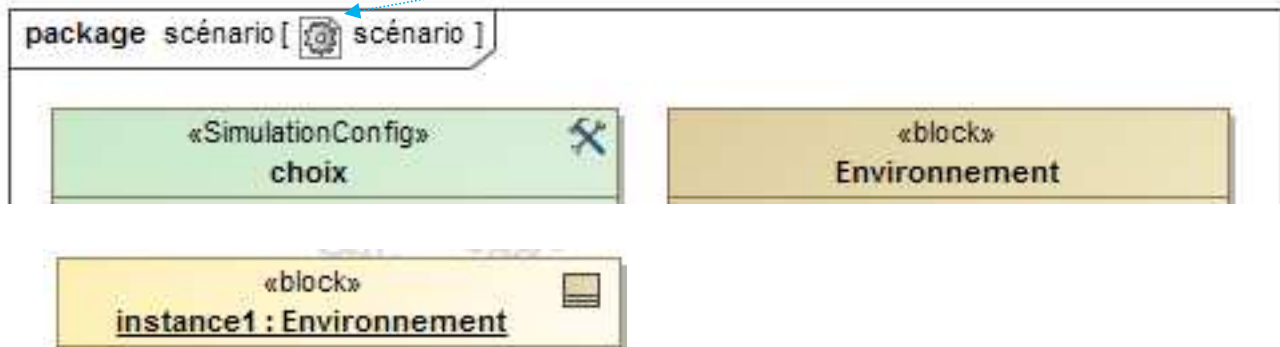 package scénario [ scénario ]
«SimulationConfig»
choix
«block»
Environnement
«block»
instance1 : Environnement